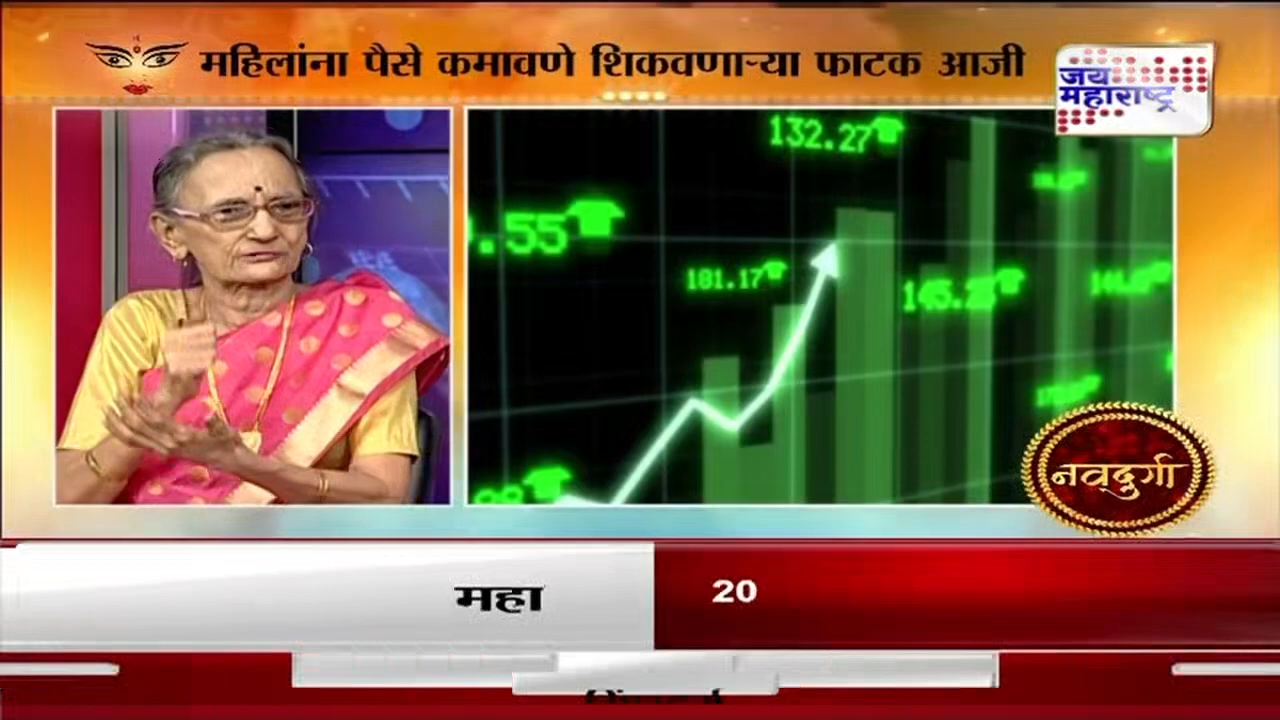 महिलांना पैसे कमावणे शिकवणाऱ्या फाटक आजी
जय
महाराष्ट्र
132.27
.55
181.17
नवदुर्गा
महा
20